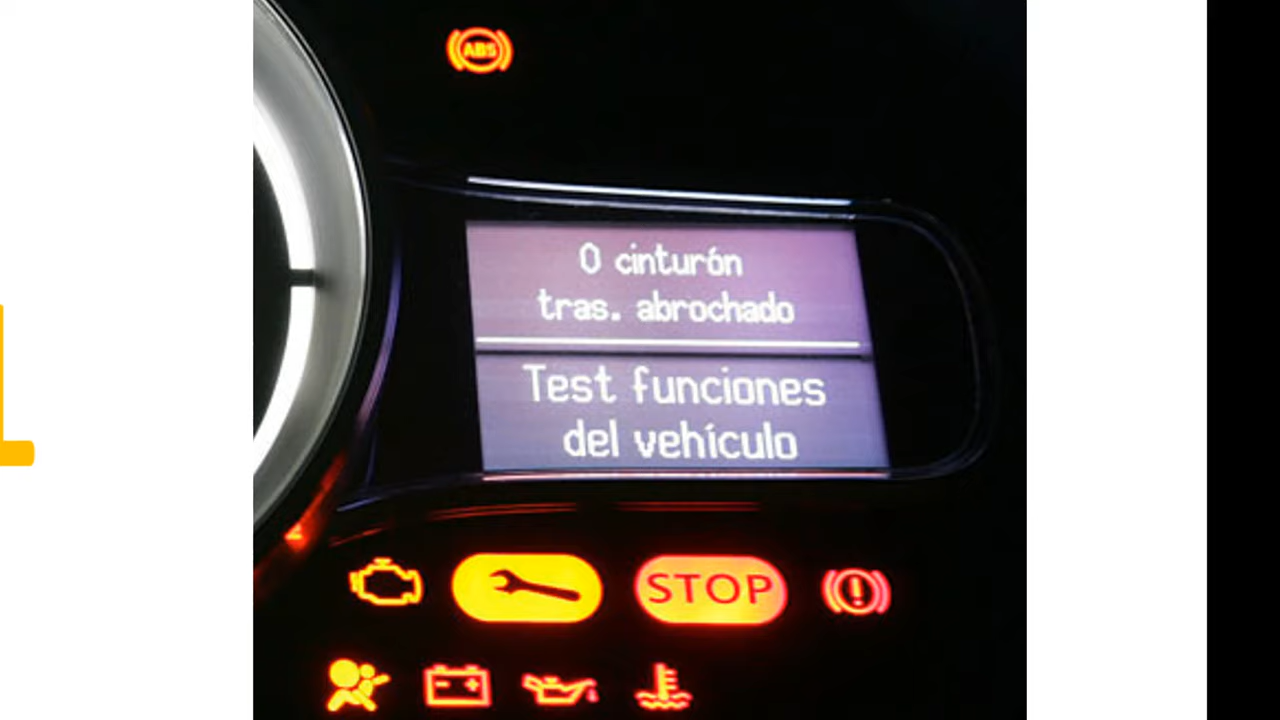 ABS
0 cinturón
tras. abrochado
Test funciones
del vehículo
STOP